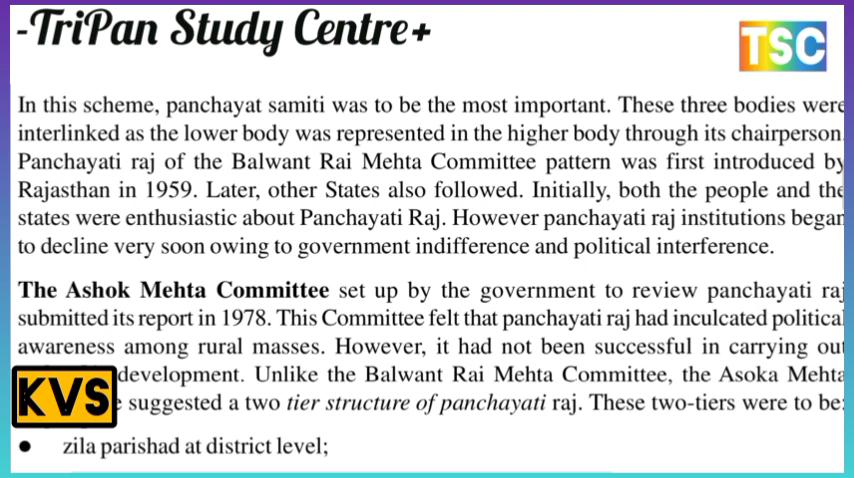 -TriPan Study Centre+
TSC
In this scheme, panchayat samiti was to be the most important. These three bodies were
interlinked as the lower body was represented in the higher body through its chairperson.
Panchayati raj of the Balwant Rai Mehta Committee pattern was first introduced by
Rajasthan in 1959. Later, other States also followed. Initially, both the people and the
states were enthusiastic about Panchayati Raj. However panchayati raj institutions began
to decline very soon owing to government indifference and political interference.
The Ashok Mehta Committee set up by the government to review panchayati raj
submitted its report in 1978. This Committee felt that panchayati raj had inculcated political
awareness among rural masses. However, it had not been successful in carrying out
development. Unlike the Balwant Rai Mehta Committee, the Asoka Mehta
KVS suggested a two tier structure of panchayati raj. These two-tiers were to be:
● zila parishad at district level;